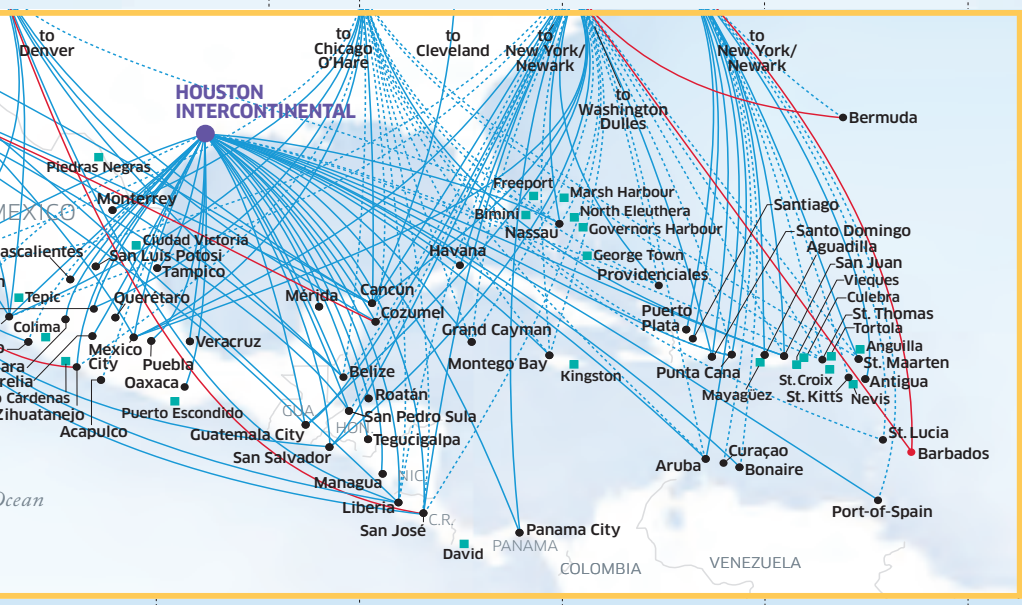 to
Denver
to
Chicago
O'Hare
to
Cleveland
to
New York/
Newark
to
New York/
Newark
to
Washington
Dulles
HOUSTON
INTERCONTINENTAL
Bermuda
Piedras Negras
MEXICO
Monterrey
Freeport
Marsh Harbour
Bimini
North Eleuthera
Nassau
Governors Harbour
Santiago
Santo Domingo
Aguadilla
Ciudad Victoria
ascalientes
San Luis Potosi
Tampico
Havana
George Town
Providenciales
San Juan
Vieques
Culebra
Tepic
Querétaro
Mérida
Cancún
Cozumel
Puerto
Plata
St. Thomas
Tortola
Colima
Mexico
City
Puebla
Veracruz
Grand Cayman
Montego Bay
Kingston
Punta Cana
Mayagüez
Anguilla
St. Maarten
St. Croix
Antigua
St. Kitts
Nevis
ara
relia
o Cárdenas
Zihuatanejo
Acapulco
Oaxaca
Puerto Escondido
Belize
Roatán
GUA
San Pedro Sula
HON
Guatemala City
Tegucigalpa
San Salvador
Managua
NIC
Liberia
San José
C.R.
David
Panama City
PANAMA
COLOMBIA
VENEZUELA
Aruba
Curaçao
Bonaire
St. Lucia
Barbados
Port-of-Spain
Ocean